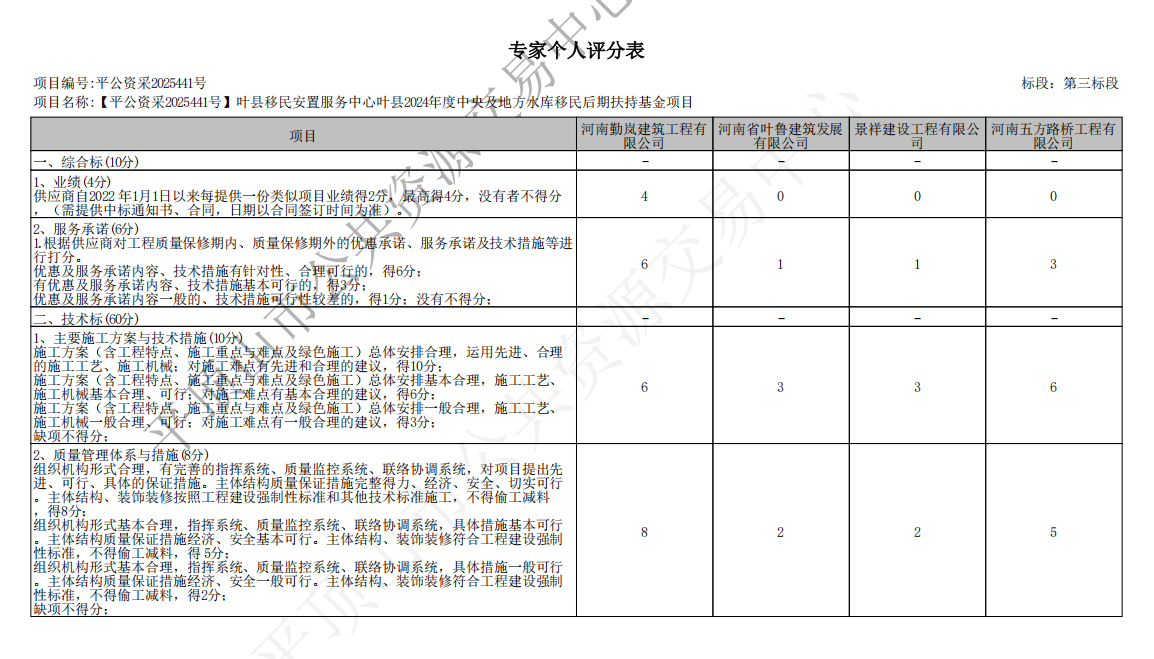 专家个人评分表
项目编号:平公资采2025441号
标段：第三标段
项目名称:【平公资采2025441号】叶县移民安置服务中心叶县2024年度中央及地方水库移民后期扶持基金项目
项目
河南勤岚建筑工程有
限公司
河南省叶鲁建筑发展
有限公司
景祥建设工程有限公
司
河南五方路桥工程有
限公司
一、综合标(10分)
-
-
-
-
1、业绩(4分)
供应商自2022 年1月1日以来每提供一份类似项目业绩得2分，最高得4分，没有者不得分
，（需提供中标通知书、合同，日期以合同签订时间为准）。
4
0
0
0
2、服务承诺(6分)
1.根据供应商对工程质量保修期内、质量保修期外的优惠承诺、服务承诺及技术措施等进
行打分。
优惠及服务承诺内容、技术措施有针对性、合理可行的，得6分；
有优惠及服务承诺内容、技术措施基本可行的，得3分；
优惠及服务承诺内容一般的、技术措施可行性较差的，得1分；没有不得分；
6
1
1
3
二、技术标(60分)
-
-
-
-
1、主要施工方案与技术措施(10分)
施工方案（含工程特点、施工重点与难点及绿色施工）总体安排合理，运用先进、合理
的施工工艺、施工机械；对施工难点有先进和合理的建议，得10分；
施工方案（含工程特点、施工重点与难点及绿色施工）总体安排基本合理，施工工艺、
施工机械基本合理、可行；对施工难点有基本合理的建议，得6分；
施工方案（含工程特点、施工重点与难点及绿色施工）总体安排一般合理，施工工艺、
施工机械一般合理、可行；对施工难点有一般合理的建议，得3分；
缺项不得分；
6
3
3
6
2、质量管理体系与措施(8分)
组织机构形式合理，有完善的指挥系统、质量监控系统、联络协调系统，对项目提出先
进、可行、具体的保证措施。主体结构质量保证措施完整得力、经济、安全、切实可行
。主体结构、装饰装修按照工程建设强制性标准和其他技术标准施工，不得偷工减料
，得8分；
组织机构形式基本合理，指挥系统、质量监控系统、联络协调系统，具体措施基本可行
。主体结构质量保证措施经济、安全基本可行。主体结构、装饰装修符合工程建设强制
性标准，不得偷工减料，得 5分；
组织机构形式基本合理，指挥系统、质量监控系统、联络协调系统，具体措施一般可行
。主体结构质量保证措施经济、安全一般可行。主体结构、装饰装修符合工程建设强制
性标准，不得偷工减料，得2分；
缺项不得分；
8
2
2
5
平顶山市公共资源交易中心
平顶山市公共资源交易中心